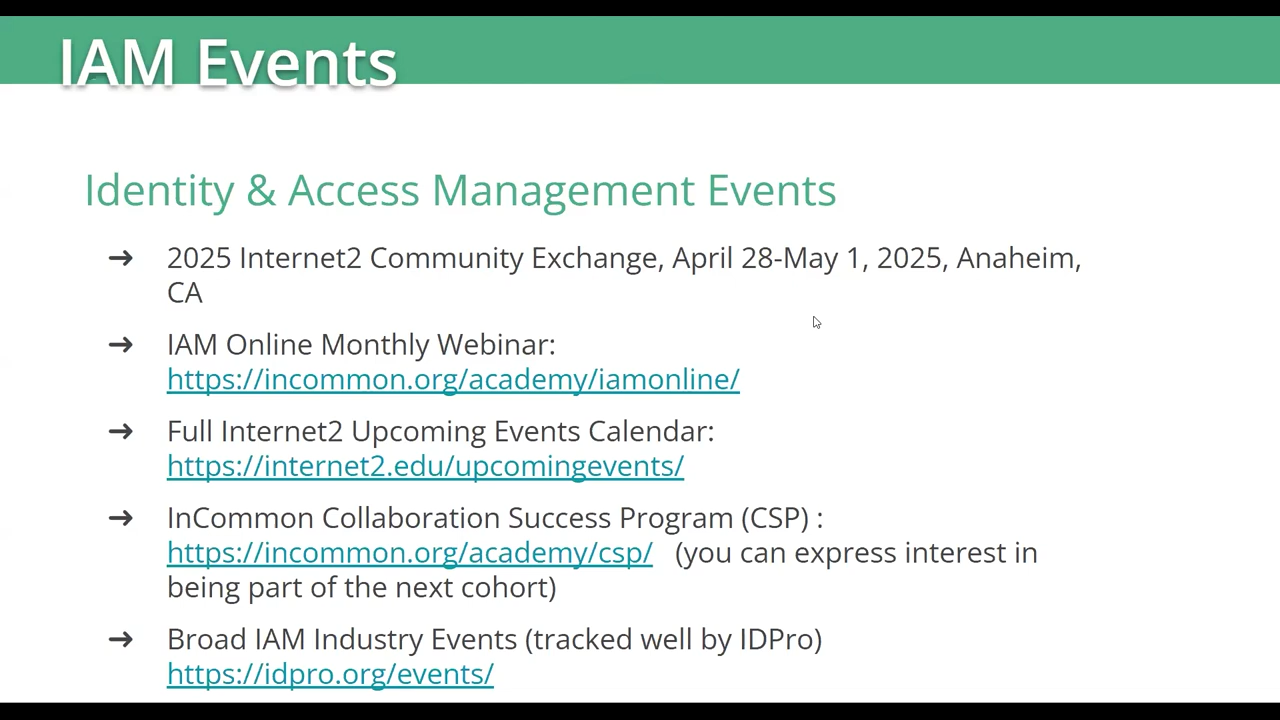 IAM Events
Identity & Access Management Events
➔ 2025 Internet2 Community Exchange, April 28-May 1, 2025, Anaheim,
CA
➔ IAM Online Monthly Webinar:
https://incommon.org/academy/iamonline/
➔ Full Internet2 Upcoming Events Calendar:
https://internet2.edu/upcomingevents/
➔ InCommon Collaboration Success Program (CSP) :
https://incommon.org/academy/csp/ (you can express interest in
being part of the next cohort)
➔ Broad IAM Industry Events (tracked well by IDPro)
https://idpro.org/events/